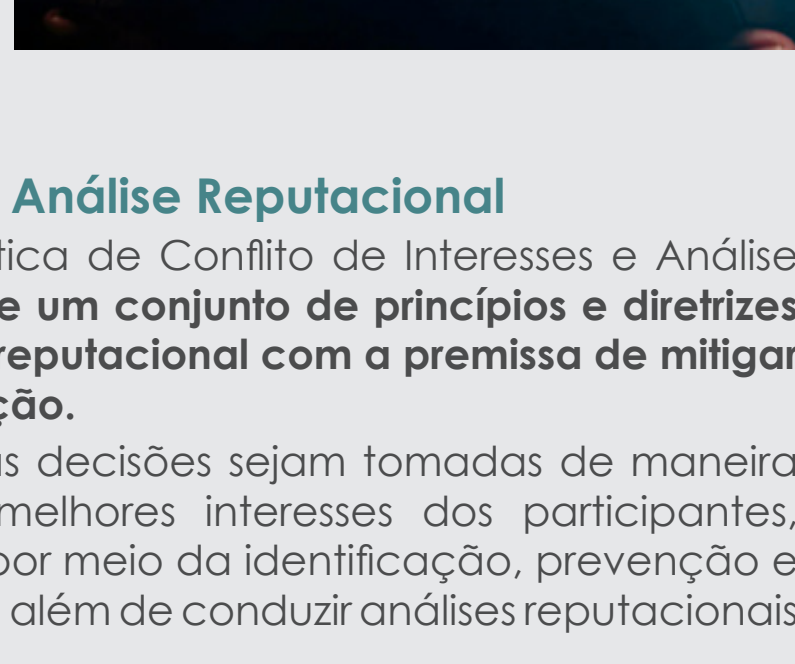 Análise Reputacional
tica de Conflito de Interesses e Análise
e um conjunto de princípios e diretrizes
reputacional com a premissa de mitigar
ção.
as decisões sejam tomadas de maneira
melhores interesses dos participantes,
por meio da identificação, prevenção e
além de conduzir análises reputacionais